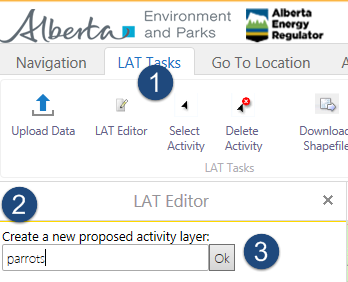 Alberta Environment and Parks
Alberta Energy Regulator
Navigation LAT Tasks Go To Location A
1
Upload Data LAT Editor Select Activity Delete Activity Download Shapefile
LAT Tasks
2 LAT Editor ×
Create a new proposed activity layer: 3
parrots Ok